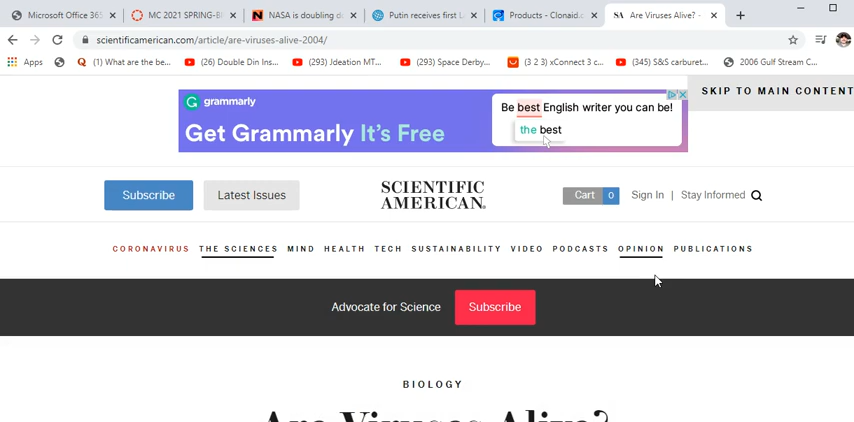 Microsoft Office 365
MC 2021 SPRING-B
NASA is doubling d
Putin receives first
Products - Clonaid.c
SA Are Viruses Alive? -
scientificamerican.com/article/are-viruses-alive-2004/
Apps
(1) What are the be...
(26) Double Din Ins...
(293) Jdeation MT...
(293) Space Derby...
(3 2 3) xConnect 3 c...
(345) S&S carburet...
2006 Gulf Stream C...
SKIP TO MAIN CONTENT
grammarly
Get Grammarly It's Free
Be best English writer you can be!
the best
Subscribe
Latest Issues
SCIENTIFIC
AMERICAN®
Cart 0
Sign In | Stay Informed
CORONAVIRUS THE SCIENCES MIND HEALTH TECH SUSTAINABILITY VIDEO PODCASTS OPINION PUBLICATIONS
Advocate for Science
Subscribe
BIOLOGY
Are Viruses Alive?